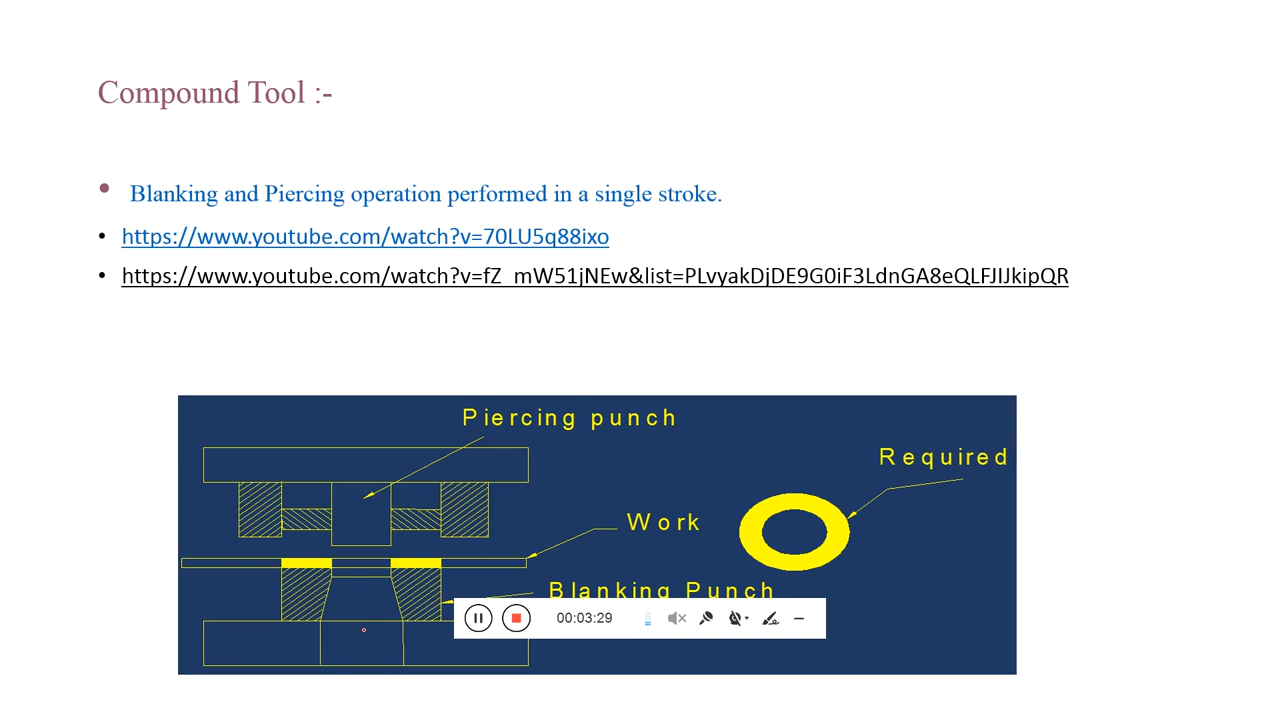 Compound Tool :-
• Blanking and Piercing operation performed in a single stroke.
• https://www.youtube.com/watch?v=70LU5q88ixo
• https://www.youtube.com/watch?v=fZ_mW51jNEw&list=PLvyakDjDE9G0iF3LdnGA8eQLFJIJkipQR
Piercing punch
Required
Work
Blanking Punch
00:03:29